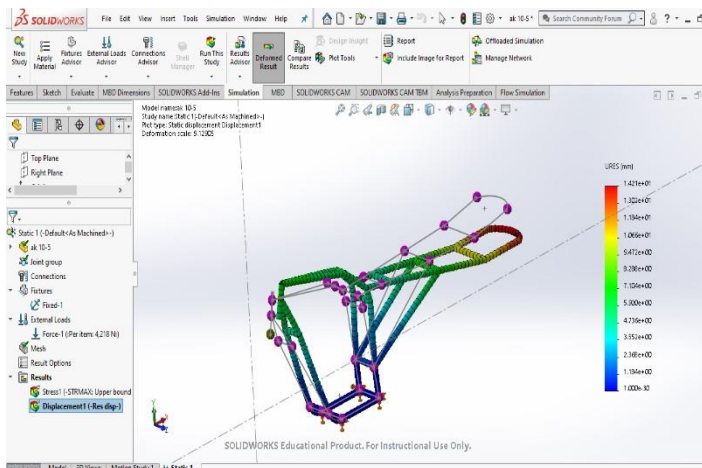 SOLIDWORKS
File Edit View Insert Tools Simulation Window Help
ak 10-5 *
Search Community Forum
New Study
Apply Material
Fixtures Advisor
External Loads Advisor
Connections Advisor
Shell Manager
Run This Study
Results Advisor
Deformed Result
Compare Results
Design Insight
Plot Tools
Report
Include Image for Report
Offloaded Simulation
Manage Network
Features Sketch Evaluate MBD Dimensions SOLIDWORKS Add-Ins Simulation MBD SOLIDWORKS CAM SOLIDWORKS CAM TBM Analysis Preparation Flow Simulation
Model name:ak 10-5
Study name: Static 1(-Default<As Machined>-)
Plot type: Static displacement Displacement1
Deformation scale: 9.12905
Top Plane
Right Plane
Static 1 (-Default<As Machined>-)
ak 10-5
Joint group
Connections
Fixtures
Fixed-1
External Loads
Force-1 (:Per item: 4,218 N:)
Mesh
Result Options
Results
Stress1 (-STRMAX: Upper bound
Displacement1 (-Res disp-)
URES (mm)
1.421e+01
1.302e+01
1.184e+01
1.066e+01
9.472e+00
8.288e+00
7.104e+00
5.920e+00
4.736e+00
3.552e+00
2.368e+00
1.184e+00
1.000e-30
SOLIDWORKS Educational Product. For Instructional Use Only.
Model 3D Views Motion Study 1 Static 1